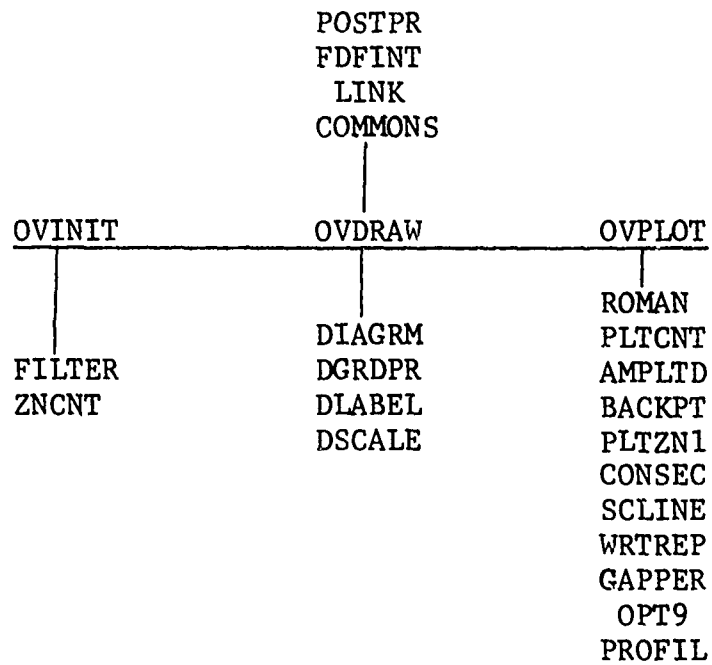 POSTPR
FDFINT
LINK
COMMONS
OVINIT OVDRAW OVPLOT
FILTER
ZNCNT
DIAGRM
DGRDPR
DLABEL
DSCALE
ROMAN
PLTCNT
AMPLTD
BACKPT
PLTZN1
CONSEC
SCLINE
WRTREP
GAPPER
OPT9
PROFIL